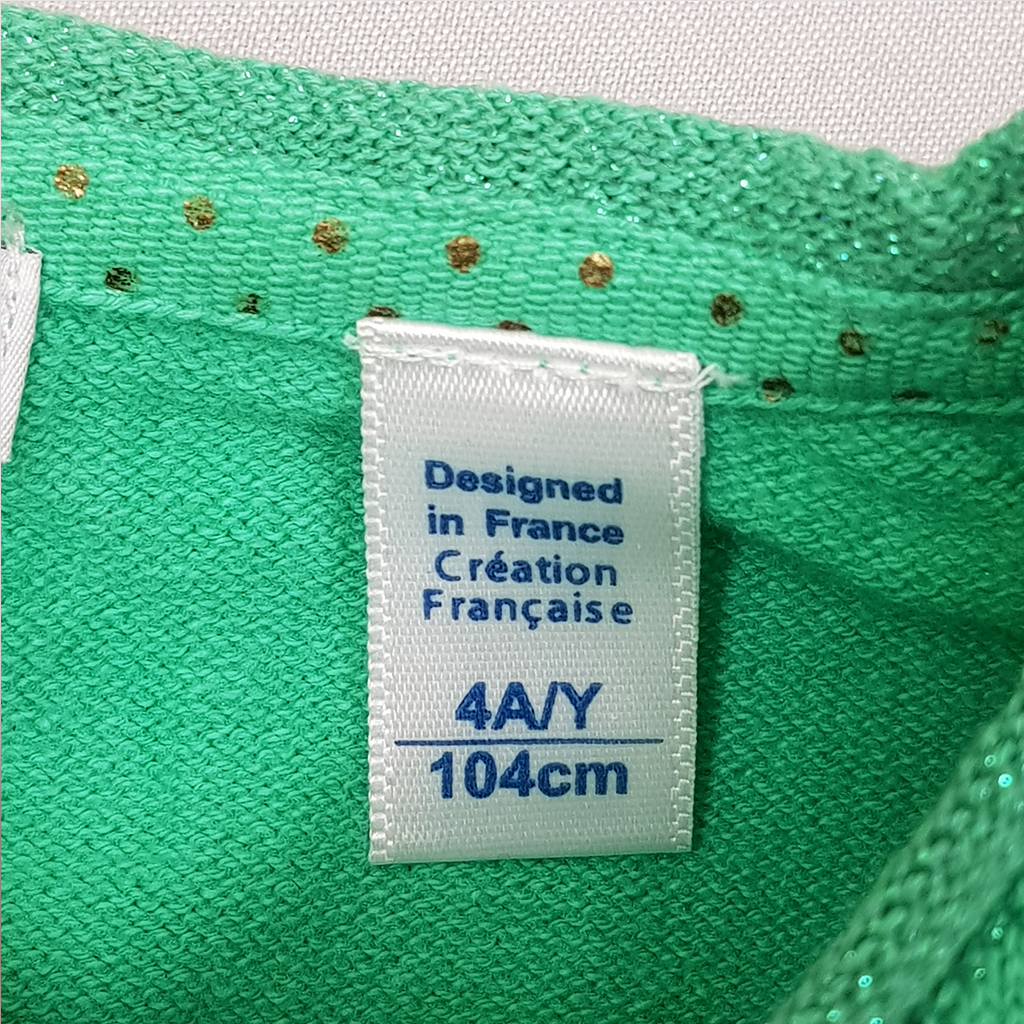 Designed
in France
Création
Française
4A/Y
104cm